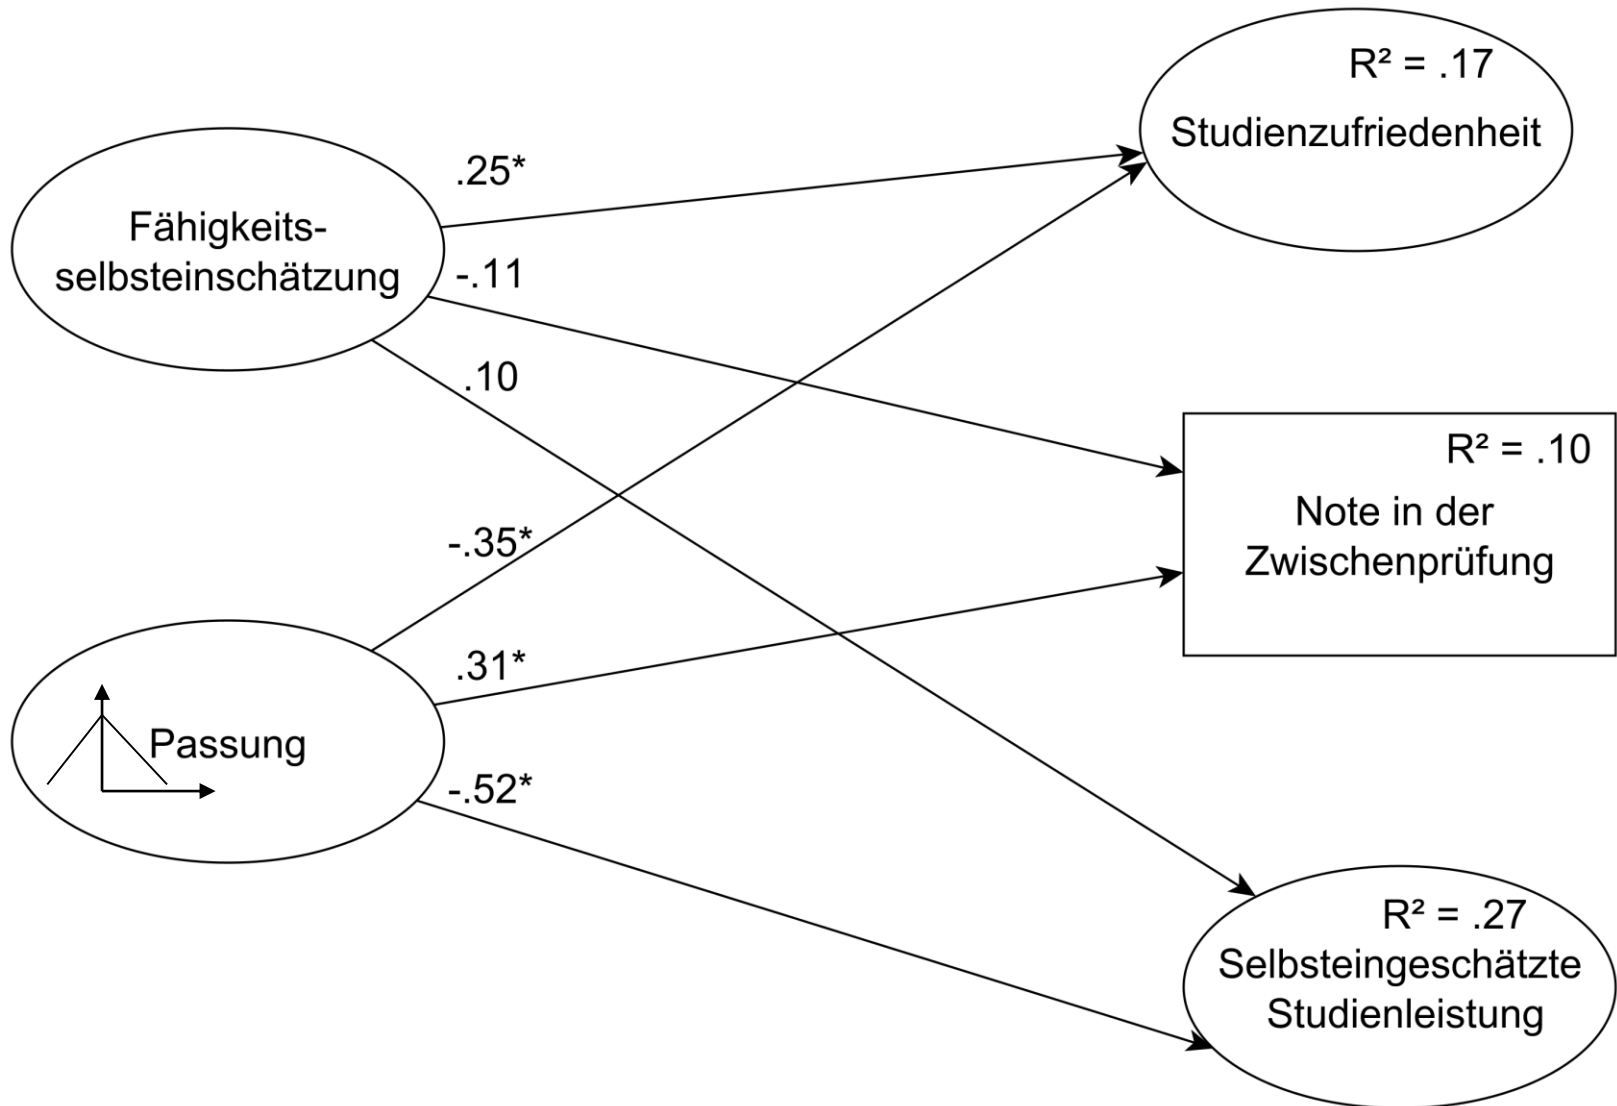 R² = .17
Studienzufriedenheit
.25*
Fähigkeits-
selbsteinschätzung
-.11
.10
R² = .10
Note in der
Zwischenprüfung
-.35*
.31*
Passung
-.52*
R² = .27
Selbsteingeschätzte
Studienleistung